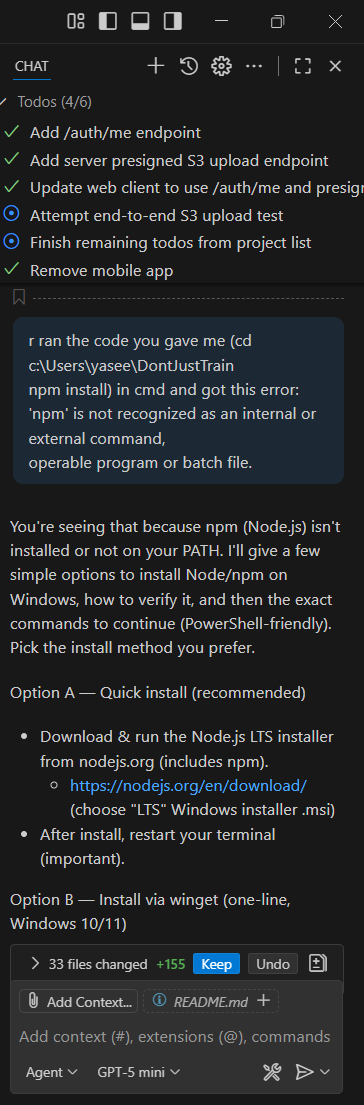 CHAT
Todos (4/6)
Add /auth/me endpoint
Add server presigned S3 upload endpoint
Update web client to use /auth/me and presig
Attempt end-to-end S3 upload test
Finish remaining todos from project list
Remove mobile app
r ran the code you gave me (cd
c:\Users\yasee\DontJustTrain
npm install) in cmd and got this error:
'npm' is not recognized as an internal or
external command,
operable program or batch file.
You're seeing that because npm (Node.js) isn't
installed or not on your PATH. I'll give a few
simple options to install Node/npm on
Windows, how to verify it, and then the exact
commands to continue (PowerShell-friendly).
Pick the install method you prefer.
Option A — Quick install (recommended)
• Download & run the Node.js LTS installer
from nodejs.org (includes npm).
https://nodejs.org/en/download/
(choose "LTS" Windows installer .msi)
• After install, restart your terminal
(important).
Option B — Install via winget (one-line,
Windows 10/11)
33 files changed +155 Keep Undo
Add Context... README.md +
Add context (#), extensions (@), commands
Agent GPT-5 mini